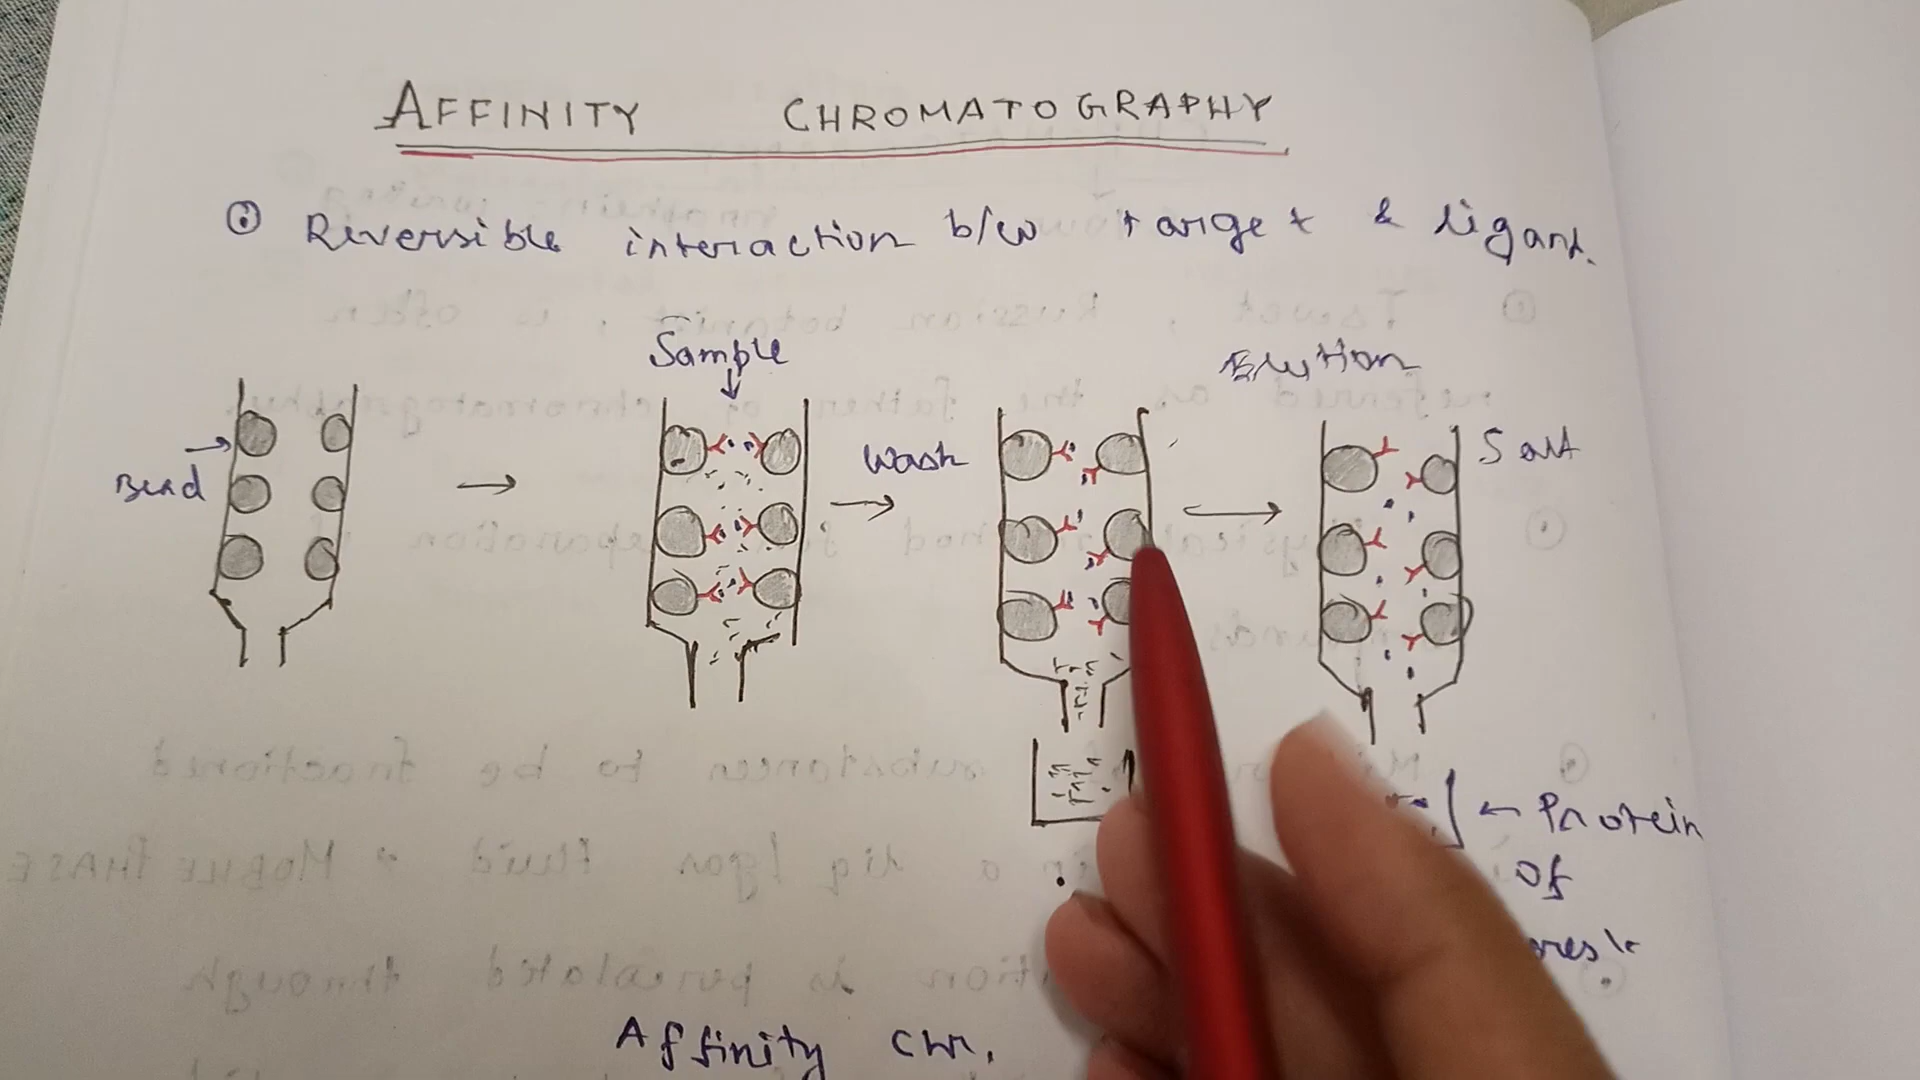 AFFINITY CHROMATOGRAPHY
Reversible interaction b/w target & ligand.
Sample
Elution
Bead
Wash
Salt
← Protein
of
Affinity Chr.